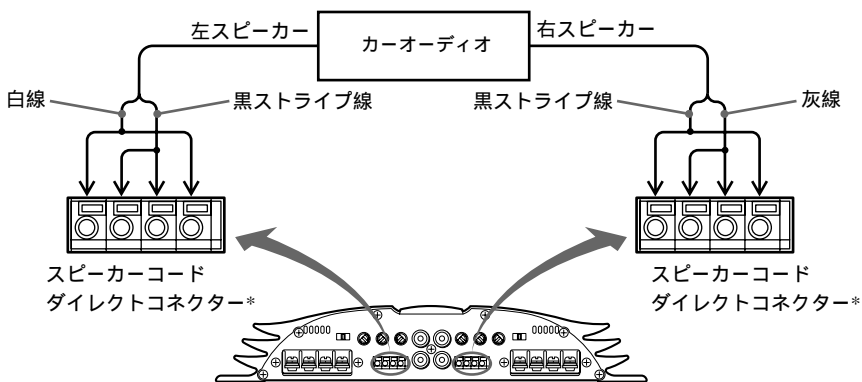 左スピーカー
カーオーディオ
右スピーカー
白線
黒ストライプ線
黒ストライプ線
灰線
スピーカーコード
ダイレクトコネクター*
スピーカーコード
ダイレクトコネクター*